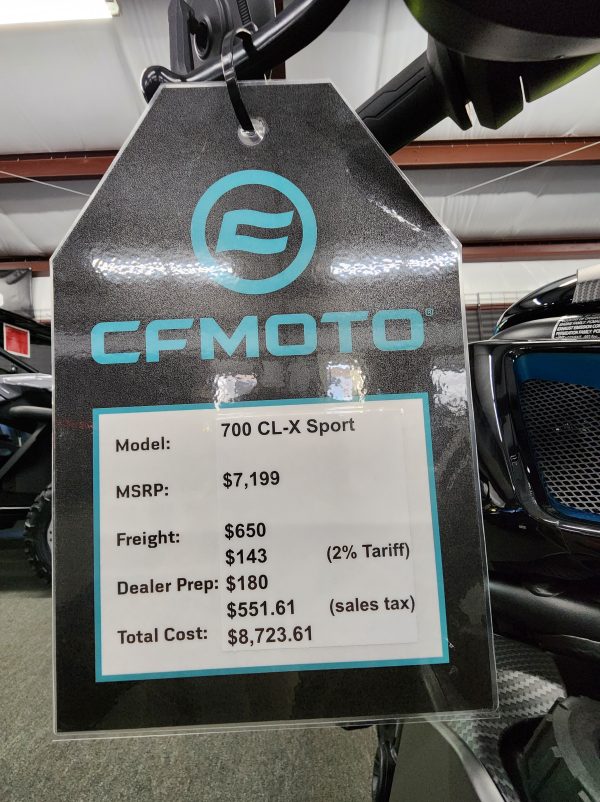 CFMOTO®
Model: 700 CL-X Sport
MSRP: $7,199
Freight: $650
$143 (2% Tariff)
Dealer Prep: $180
$551.61 (sales tax)
Total Cost: $8,723.61